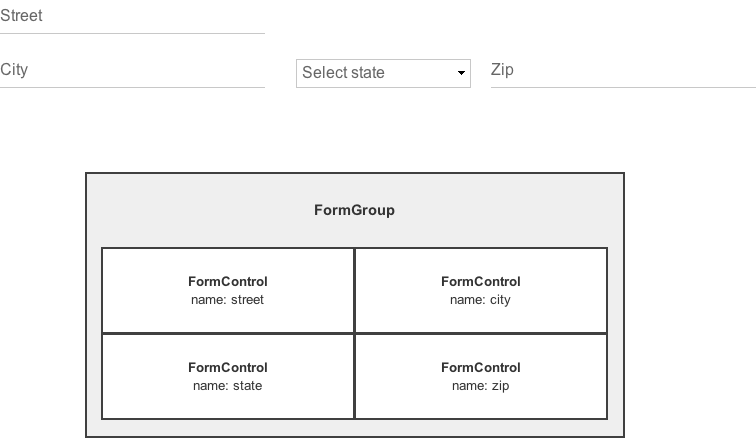 Street
City
Select state
Zip
FormGroup
FormControl
name: street
FormControl
name: city
FormControl
name: state
FormControl
name: zip